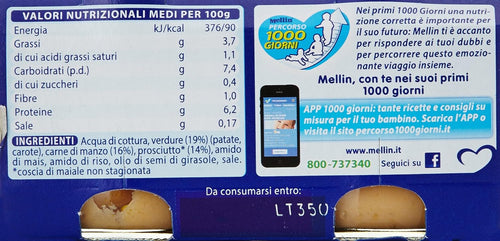 VALORI NUTRIZIONALI MEDI PER 100g
Energia kJ/kcal 376/90
Grassi g 3,7
di cui acidi grassi saturi g 1,1
Carboidrati (p.d.) g 7,4
di cui zuccheri g 0,4
Fibre g 1,0
Proteine g 6,2
Sale g 0,17
INGREDIENTI Acqua di cottura, verdure (19%) (patate,
carote), carne di manzo (16%), prosciutto* (14%), amido
di mais, amido di riso, olio di semi di girasole, sale.
*coscia di maiale non stagionata
Mellin
PERCORSO
1000
GIORNI
Nei primi 1000 Giorni una nutri-
zione corretta è importante per
il suo futuro: Mellin ti è accanto
per rispondere ai tuoi dubbi e
per percorrere questo emozio-
nante viaggio insieme.
Mellin, con te nei suoi primi
1000 giorni
APP 1000 giorni: tante ricette e consigli su
misura per il tuo bambino. Scarica l'APP o
visita il sito percorso1000giorni.it
www.mellin.it
800-737340 Seguici su f
Da consumarsi entro:
LT350